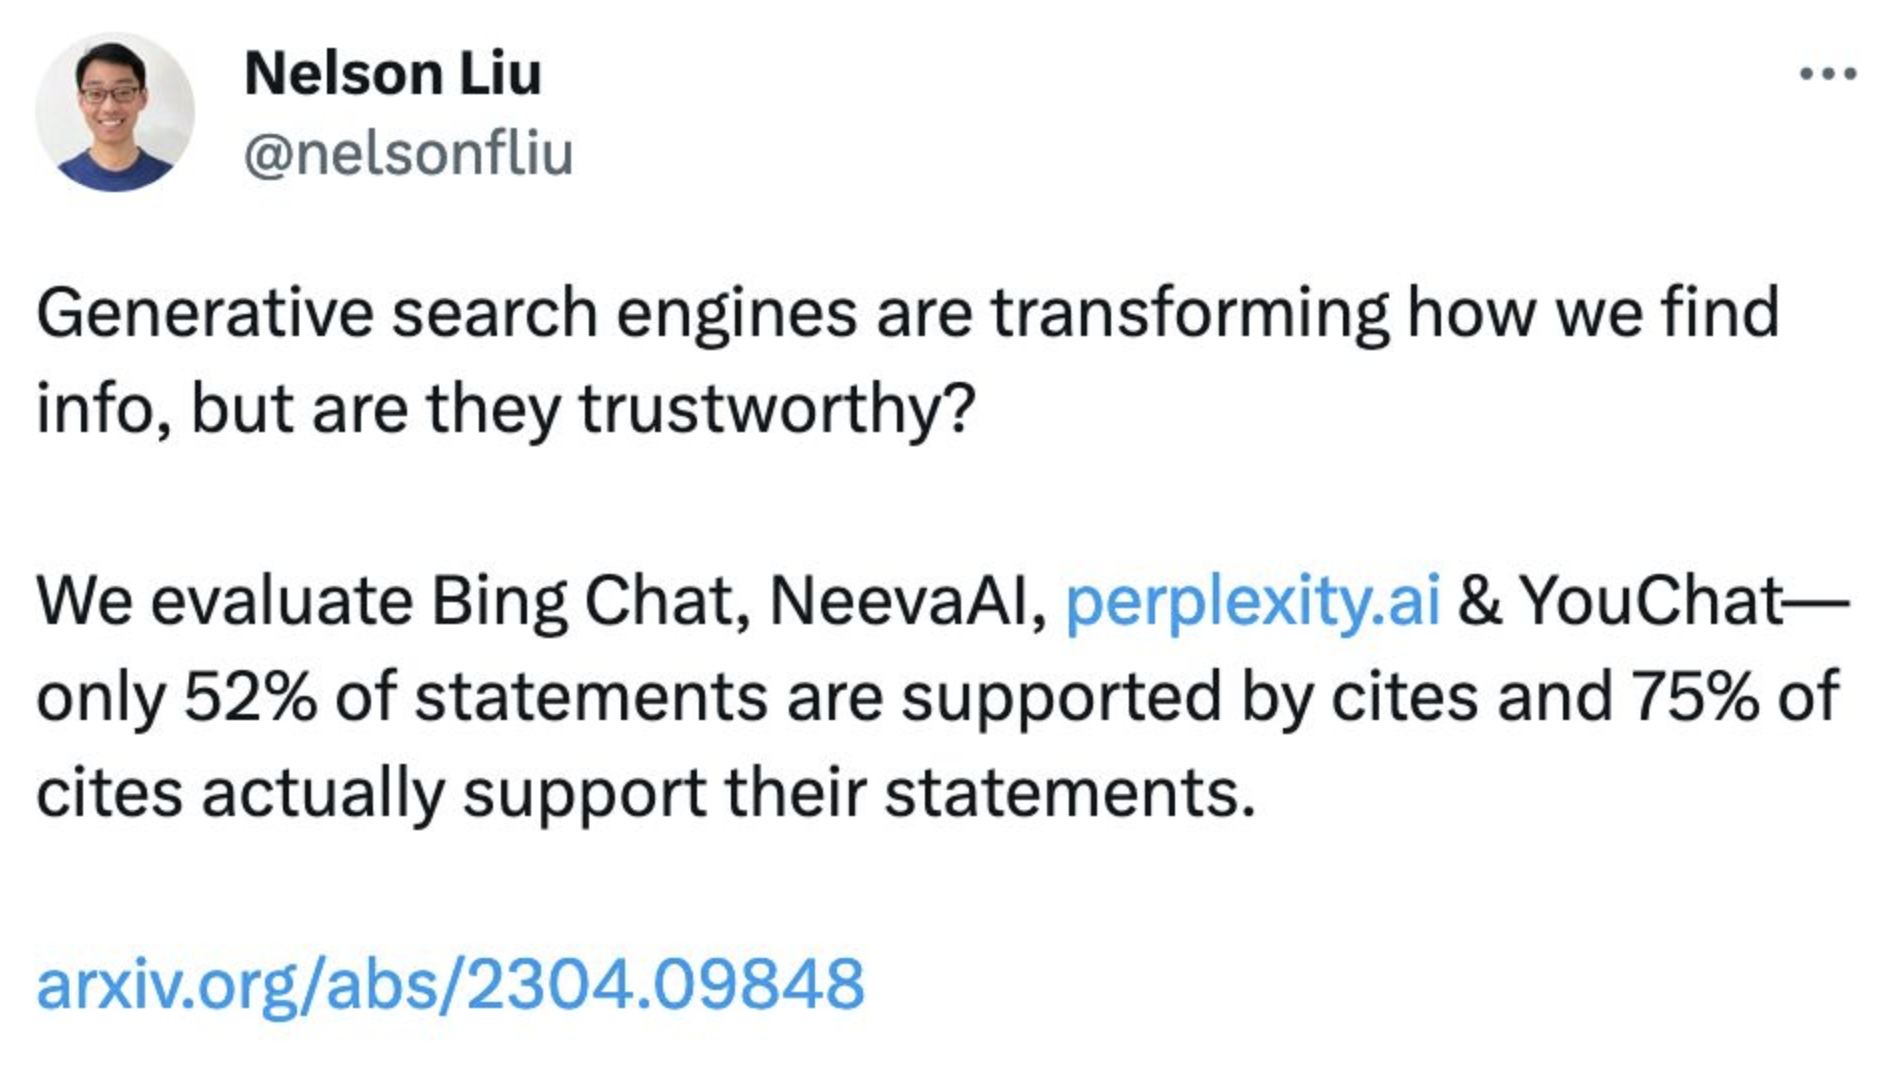 Nelson Liu
@nelsonfliu
Generative search engines are transforming how we find
info, but are they trustworthy?
We evaluate Bing Chat, NeevaAI, perplexity.ai & YouChat—
only 52% of statements are supported by cites and 75% of
cites actually support their statements.
arxiv.org/abs/2304.09848